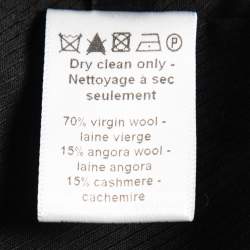 P
Dry clean only -
Nettoyage a sec
seulement
70% virgin wool -
laine vierge
15% angora wool -
laine angora
15% cashmere -
cachemire